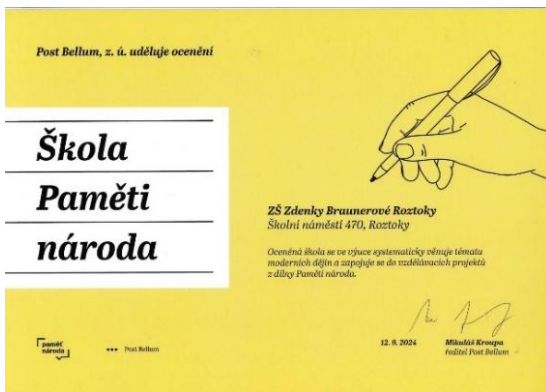 Post Bellum, z. ú. uděluje ocenění
Škola
Paměti
národa
ZŠ Zdenky Braunerové Roztoky
Školní náměstí 470, Roztoky
Oceněná škola se ve výuce systematicky věnuje tématu
moderních dějin a zapojuje se do vzdělávacích projektů
z dílny Paměti národa.
12. 9. 2024
Mikuláš Kroupa
ředitel Post Bellum
paměť
národa
Post Bellum